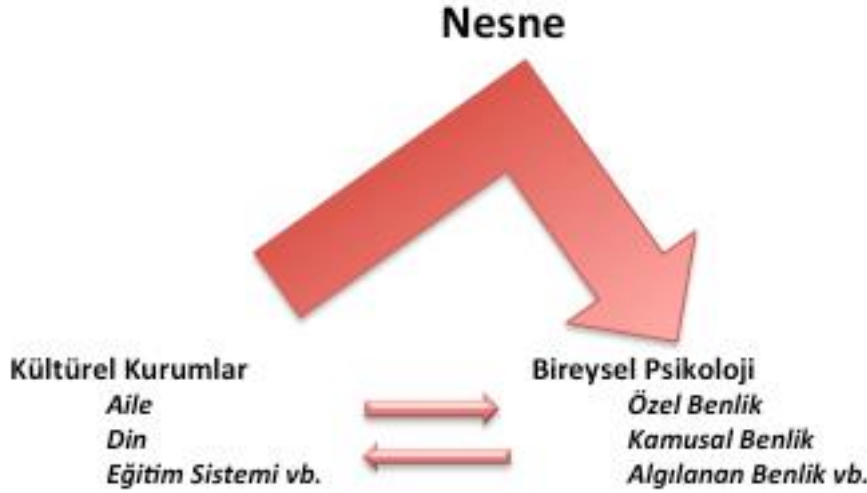 Nesne
Kültürel Kurumlar
Aile
Din
Eğitim Sistemi vb.
Bireysel Psikoloji
Özel Benlik
Kamusal Benlik
Algılanan Benlik vb.